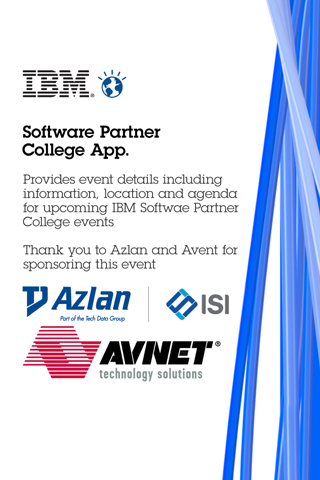 IBM®
Software Partner
College App.
Provides event details including
information, location and agenda
for upcoming IBM Softwae Partner
College events
Thank you to Azlan and Avent for
sponsoring this event
Azlan
Part of the Tech Data Group
ISI
AVNET®
technology solutions